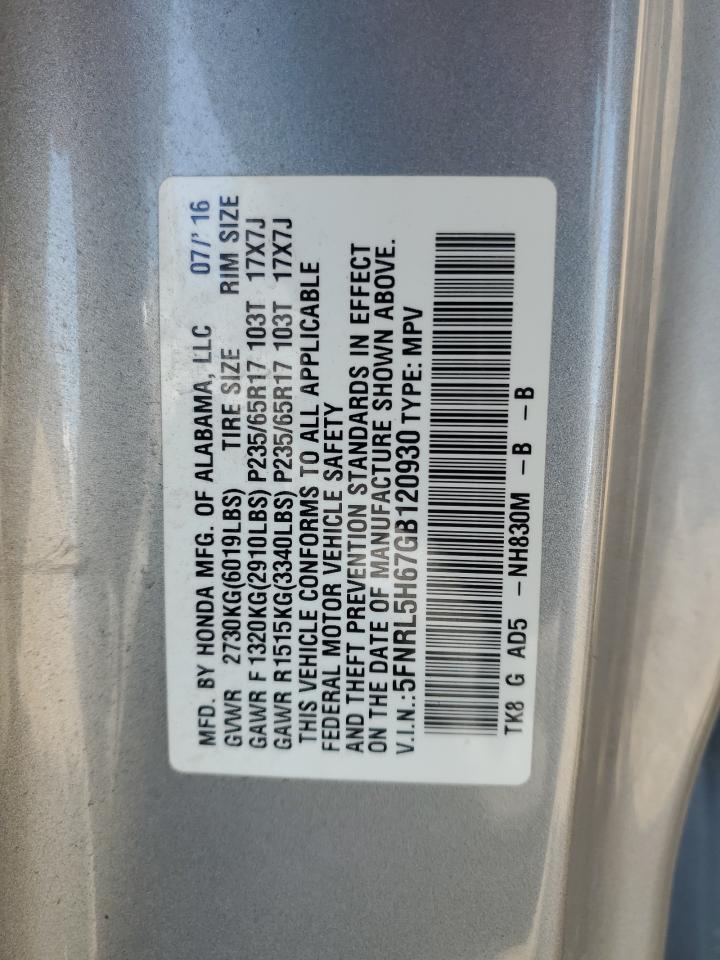 MFD. BY HONDA MFG. OF ALABAMA, LLC 07/'16
GVWR 2730KG(6019LBS) TIRE SIZE RIM SIZE
GAWR F 1320KG(2910LBS) P235/65R17 103T 17X7J
GAWR R1515KG(3340LBS) P235/65R17 103T 17X7J
THIS VEHICLE CONFORMS TO ALL APPLICABLE
FEDERAL MOTOR VEHICLE SAFETY
AND THEFT PREVENTION STANDARDS IN EFFECT
ON THE DATE OF MANUFACTURE SHOWN ABOVE.
V.I.N.:5FNRL5H67GB120930 TYPE: MPV
TK8 G AD5 -NH830M -B -B